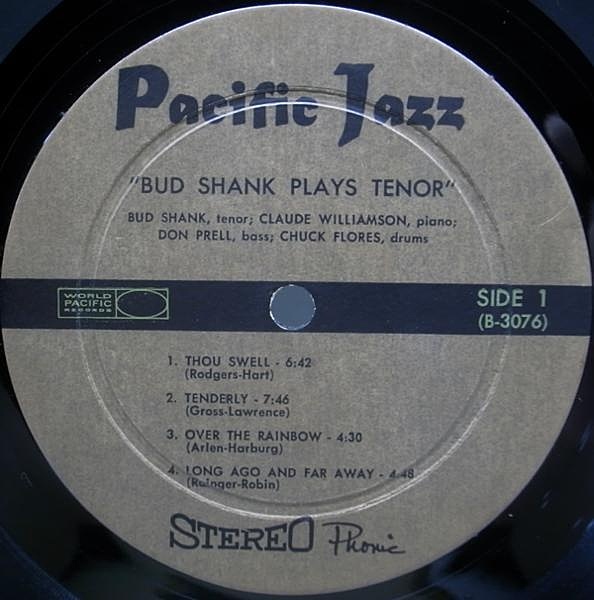 Pacific Jazz
"BUD SHANK PLAYS TENOR"
BUD SHANK, tenor; CLAUDE WILLIAMSON, piano;
DON PRELL, bass; CHUCK FLORES, drums
WORLD
PACIFIC
RECORDS
SIDE 1
(B-3076)
1. THOU SWELL - 6:42
(Rodgers-Hart)
2. TENDERLY - 7:46
(Gross-Lawrence)
3. OVER THE RAINBOW - 4:30
(Arlen-Harburg)
4. LONG AGO AND FAR AWAY - 4:48
(Rainger-Robin)
STEREO Phonic